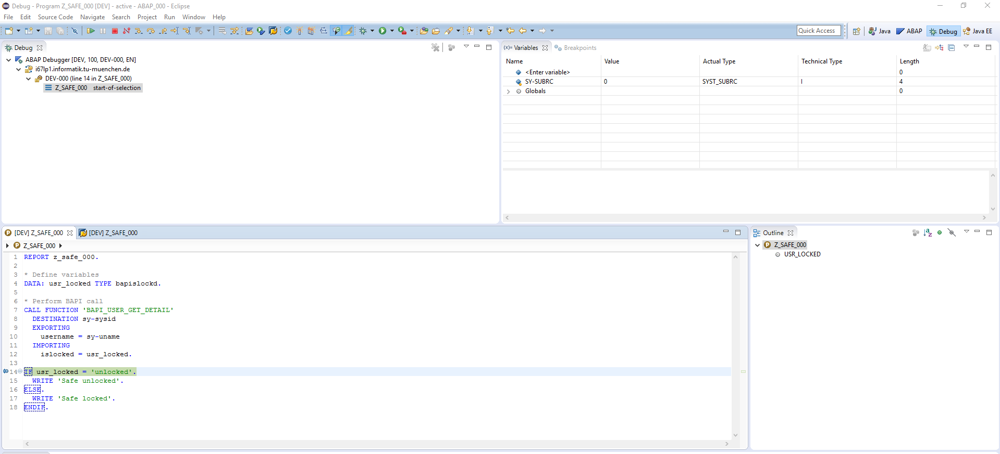 Debug - Program Z_SAFE_000 [DEV] - active - ABAP_000 - Eclipse
File Edit Source Code Navigate Search Project Run Window Help
Quick Access Java ABAP Debug Java EE
Debug
ABAP Debugger [DEV, 100, DEV-000, EN]
i67lp1.informatik.tu-muenchen.de
DEV-000 (line 14 in Z_SAFE_000)
Z_SAFE_000 start-of-selection
(x)= Variables Breakpoints
Name Value Actual Type Technical Type Length
<Enter variable> 0
SY-SUBRC 0 SYST_SUBRC I 4
Globals 0
[DEV] Z_SAFE_000 [DEV] Z_SAFE_000
Z_SAFE_000
1 REPORT z_safe_000.
2
3 * Define variables
4 DATA: usr_locked TYPE bapislockd.
5
6 * Perform BAPI call
7 CALL FUNCTION 'BAPI_USER_GET_DETAIL'
8 DESTINATION sy-sysid
9 EXPORTING
10 username = sy-uname
11 IMPORTING
12 islocked = usr_locked.
13
14 IF usr_locked = 'unlocked'.
15 WRITE 'Safe unlocked'.
16 ELSE.
17 WRITE 'Safe locked'.
18 ENDIF.
Outline
Z_SAFE_000
USR_LOCKED